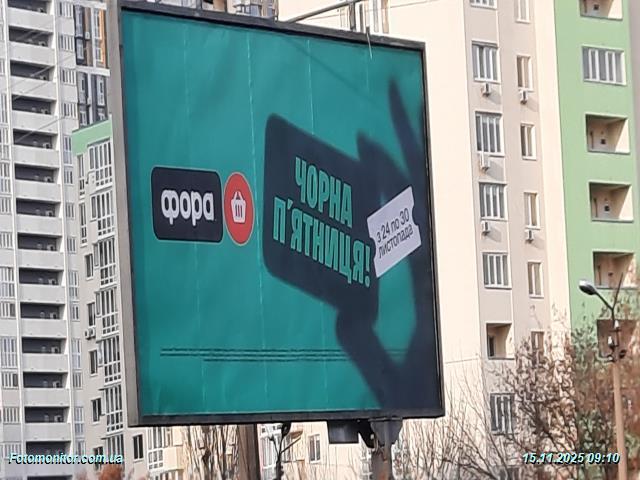 фора
ЧОРНА
П'ЯТНИЦЯ!
з 24 по 30
листопада
Fotomonitor.com.ua
15.11.2025 09:10